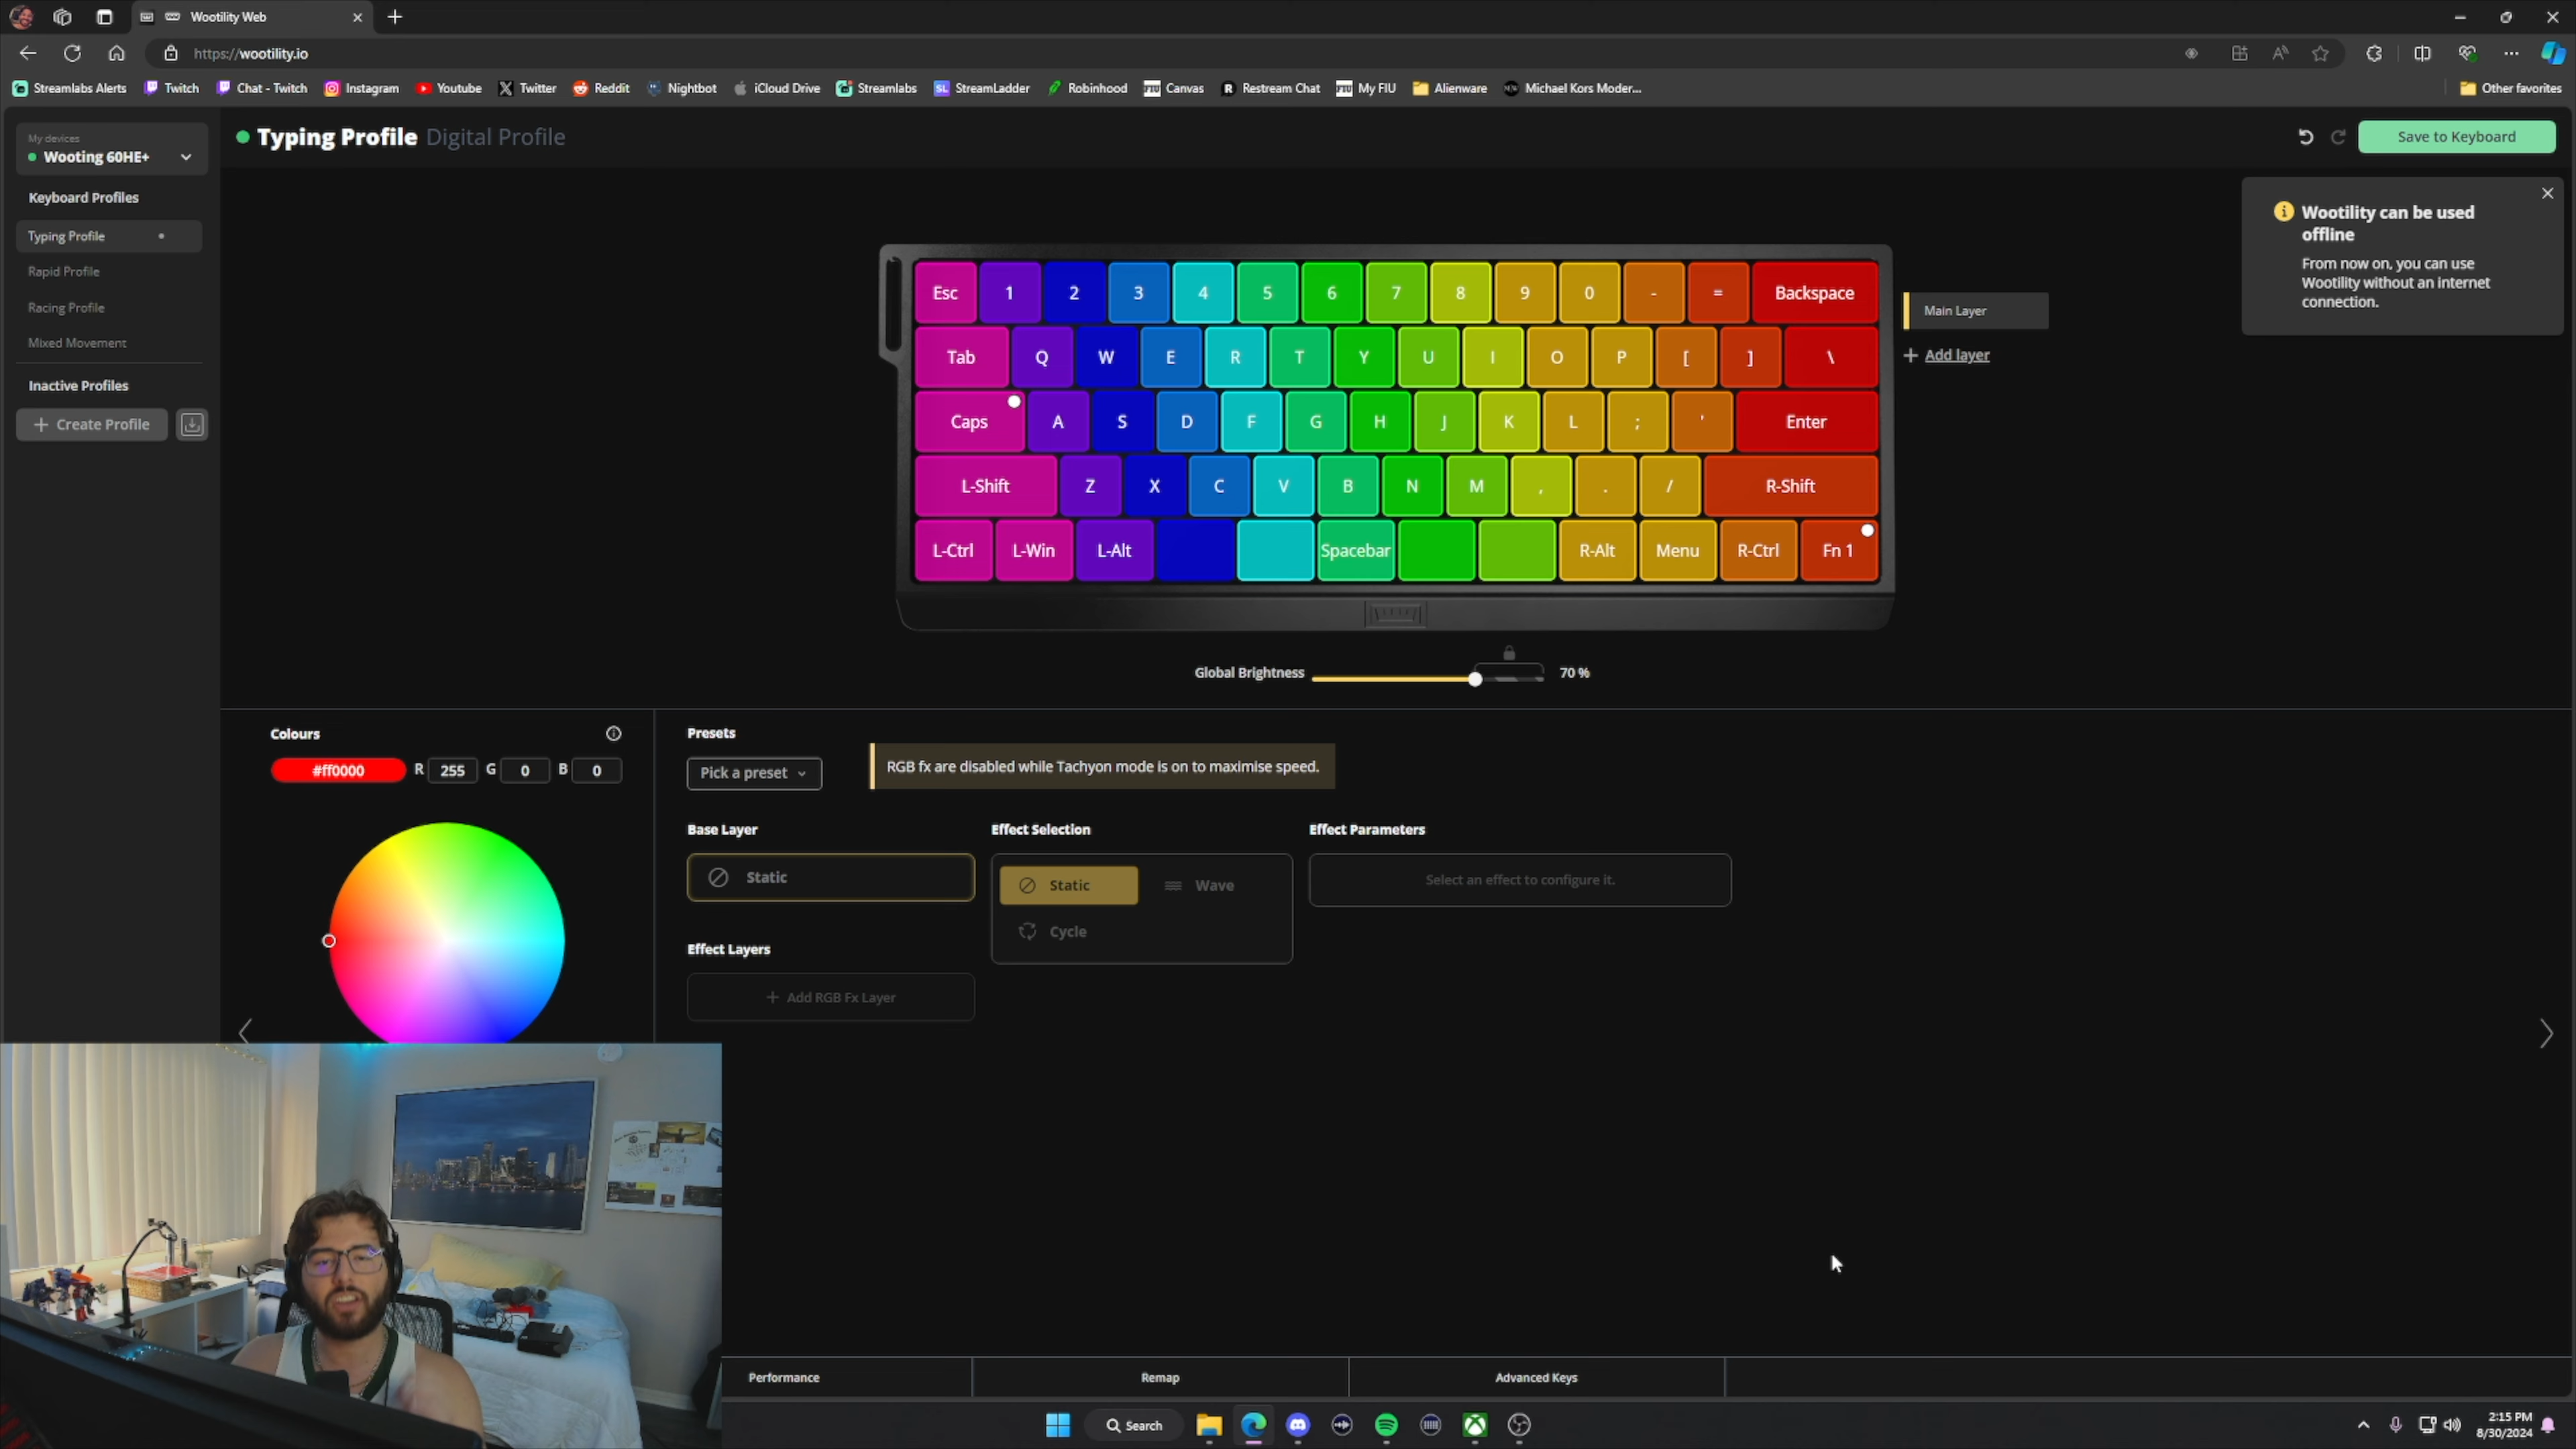 Wootility Web
https://wootility.io
Streamlabs Alerts Twitch Chat - Twitch Instagram Youtube Twitter Reddit Nightbot iCloud Drive Streamlabs SL StreamLadder Robinhood FIU Canvas R Restream Chat FIU My FIU Alienware Michael Kors Moder... Other favorites
My devices
Wooting 60HE+
Keyboard Profiles
Typing Profile
Rapid Profile
Racing Profile
Mixed Movement
Inactive Profiles
+ Create Profile
Typing Profile Digital Profile
Save to Keyboard
Wootility can be used
offline
From now on, you can use
Wootility without an internet
connection.
Esc 1 2 3 4 5 6 7 8 9 0 - = Backspace
Tab Q W E R T Y U I O P [ ] \
Caps A S D F G H J K L ; ' Enter
L-Shift Z X C V B N M , . / R-Shift
L-Ctrl L-Win L-Alt Spacebar R-Alt Menu R-Ctrl Fn 1
Main Layer
+ Add layer
Global Brightness 70 %
Colours
#ff0000 R 255 G 0 B 0
Presets
Pick a preset
RGB fx are disabled while Tachyon mode is on to maximise speed.
Base Layer
Static
Effect Layers
+ Add RGB Fx Layer
Effect Selection
Static Wave
Cycle
Effect Parameters
Select an effect to configure it.
Performance Remap Advanced Keys
Search
2:15 PM
8/30/2024